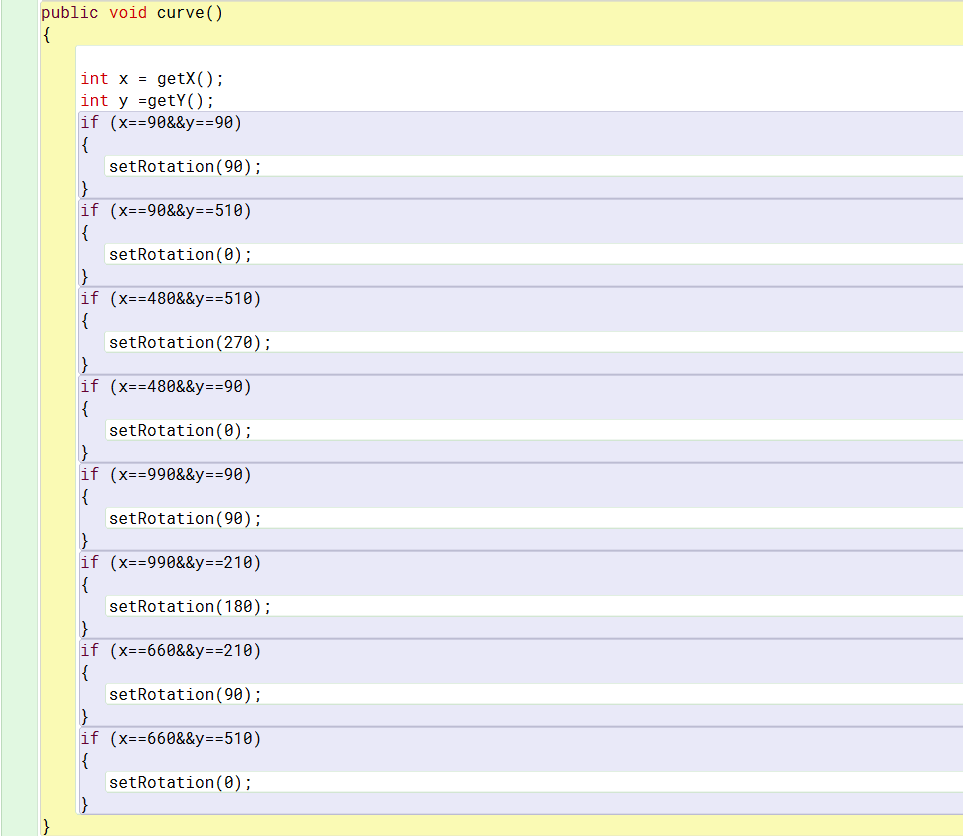 public void curve()
{
int x = getX();
int y =getY();
if (x==90&&y==90)
{
setRotation(90);
}
if (x==90&&y==510)
{
setRotation(0);
}
if (x==480&&y==510)
{
setRotation(270);
}
if (x==480&&y==90)
{
setRotation(0);
}
if (x==990&&y==90)
{
setRotation(90);
}
if (x==990&&y==210)
{
setRotation(180);
}
if (x==660&&y==210)
{
setRotation(90);
}
if (x==660&&y==510)
{
setRotation(0);
}
}